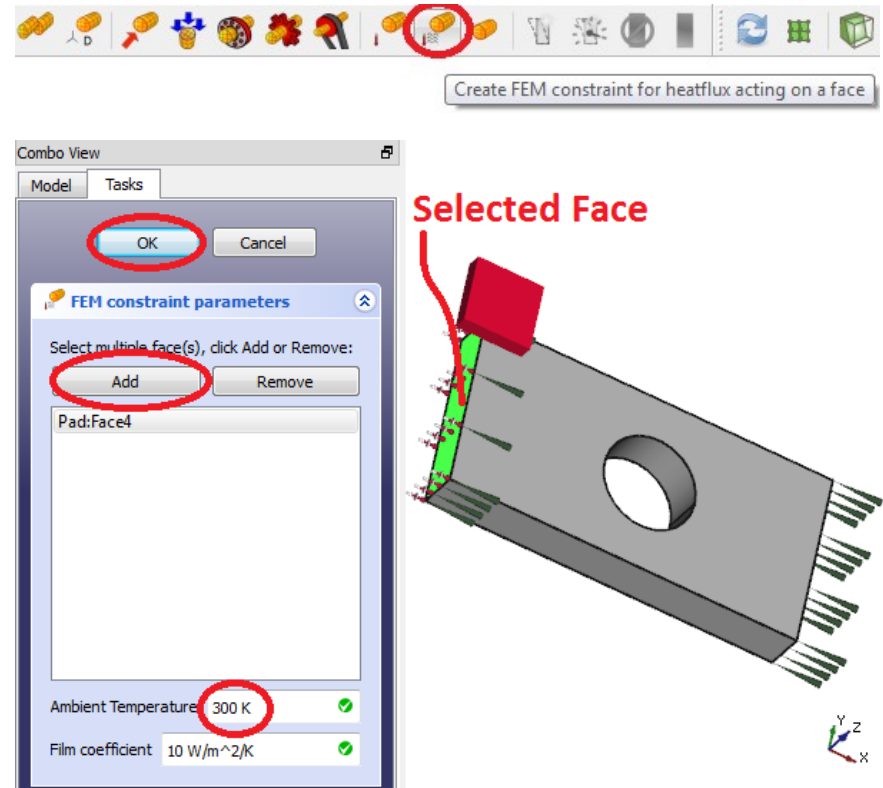 D
Create FEM constraint for heatflux acting on a face
Combo View
Model Tasks
Selected Face
OK Cancel
FEM constraint parameters
Select multiple face(s), click Add or Remove:
Add Remove
Pad:Face4
Ambient Temperature 300 K
Film coefficient 10 W/m^2/K
Y
Z
X